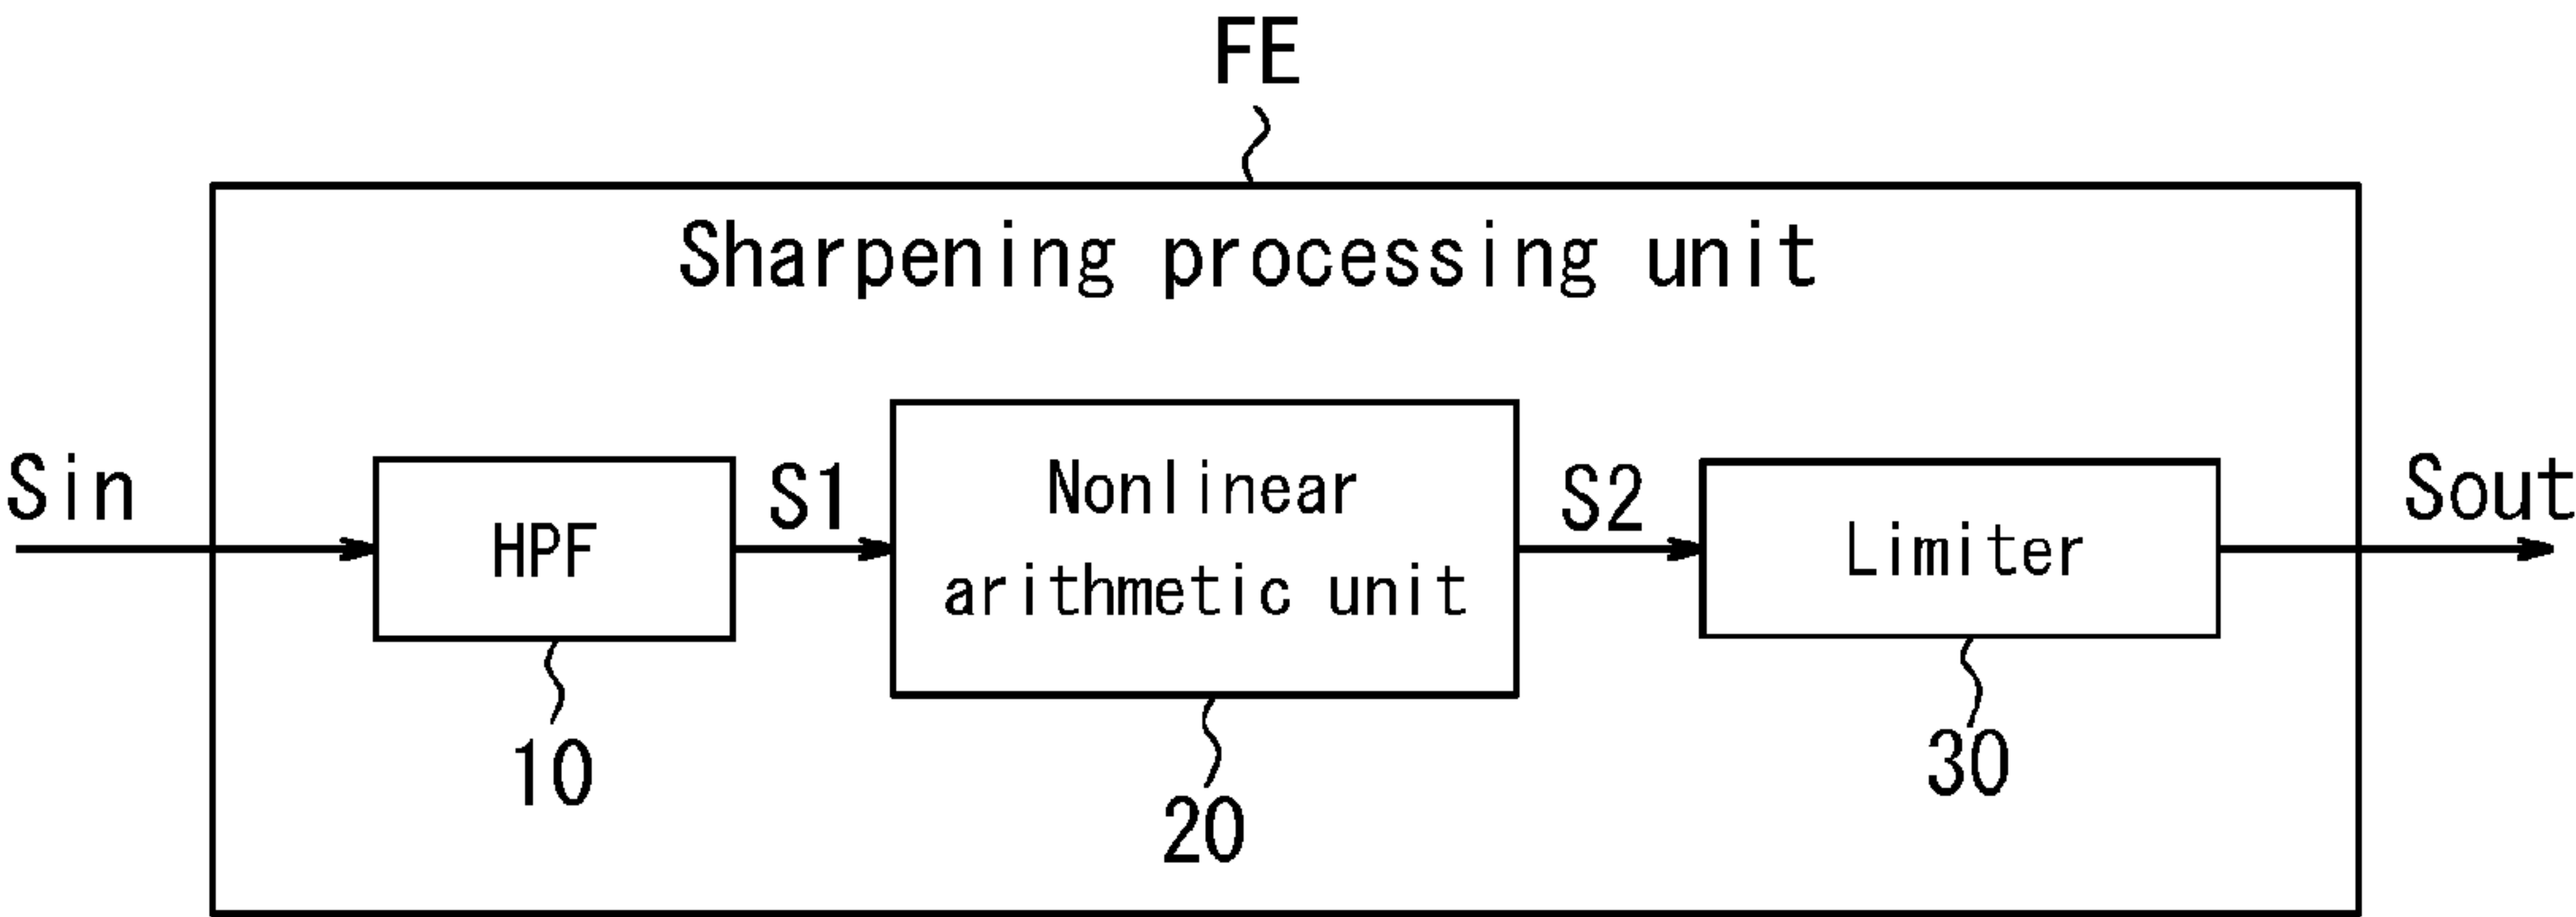 FE
Sharpening processing unit
Sin
HPF
S1
Nonlinear
arithmetic unit
S2
Limiter
Sout
10
20
30